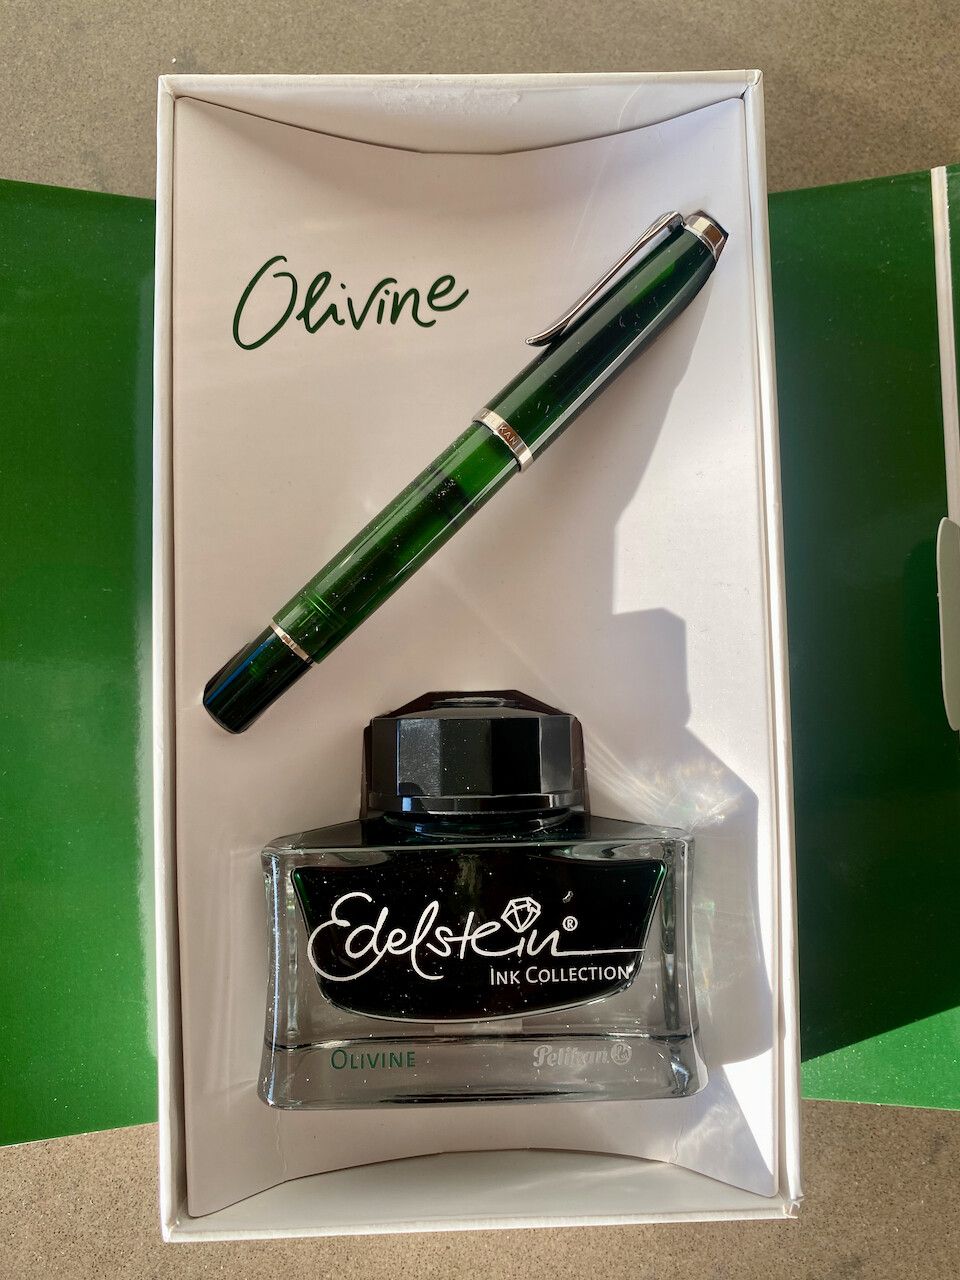 Olivine
Edelstein®
INK COLLECTION
OLIVINE
Pelikan